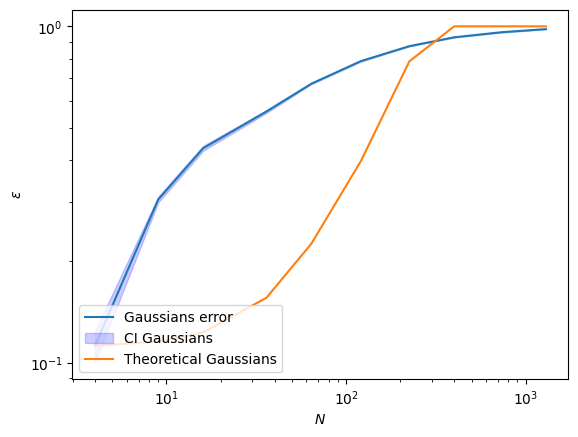 10⁰
10⁻¹
ε
Gaussians error
CI Gaussians
Theoretical Gaussians
10¹ 10² 10³
N